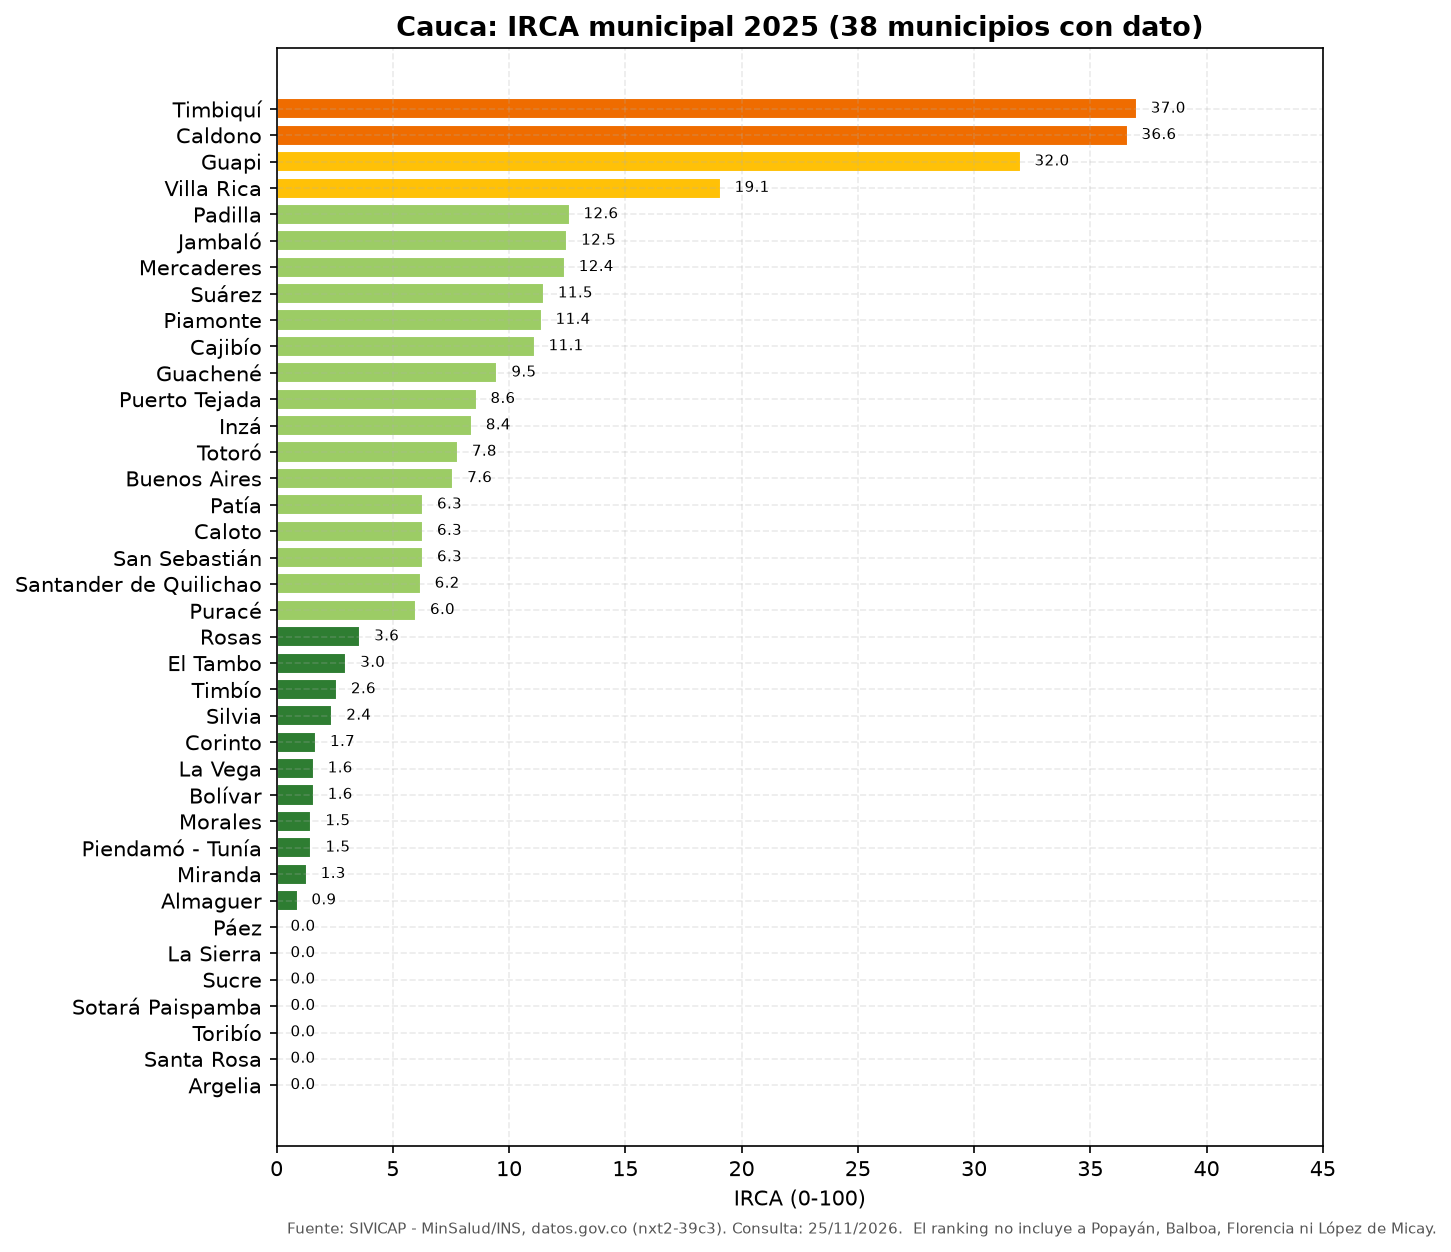 Cauca: IRCA municipal 2025 (38 municipios con dato)
Timbiquí 37.0
Caldono 36.6
Guapi 32.0
Villa Rica 19.1
Padilla 12.6
Jambaló 12.5
Mercaderes 12.4
Suárez 11.5
Piamonte 11.4
Cajibío 11.1
Guachené 9.5
Puerto Tejada 8.6
Inzá 8.4
Totoró 7.8
Buenos Aires 7.6
Patía 6.3
Caloto 6.3
San Sebastián 6.3
Santander de Quilichao 6.2
Puracé 6.0
Rosas 3.6
El Tambo 3.0
Timbío 2.6
Silvia 2.4
Corinto 1.7
La Vega 1.6
Bolívar 1.6
Morales 1.5
Piendamó - Tunía 1.5
Miranda 1.3
Almaguer 0.9
Páez 0.0
La Sierra 0.0
Sucre 0.0
Sotará Paispamba 0.0
Toribío 0.0
Santa Rosa 0.0
Argelia 0.0
0 5 10 15 20 25 30 35 40 45
IRCA (0-100)
Fuente: SIVICAP - MinSalud/INS, datos.gov.co (nxt2-39c3). Consulta: 25/11/2026.  El ranking no incluye a Popayán, Balboa, Florencia ni López de Micay.